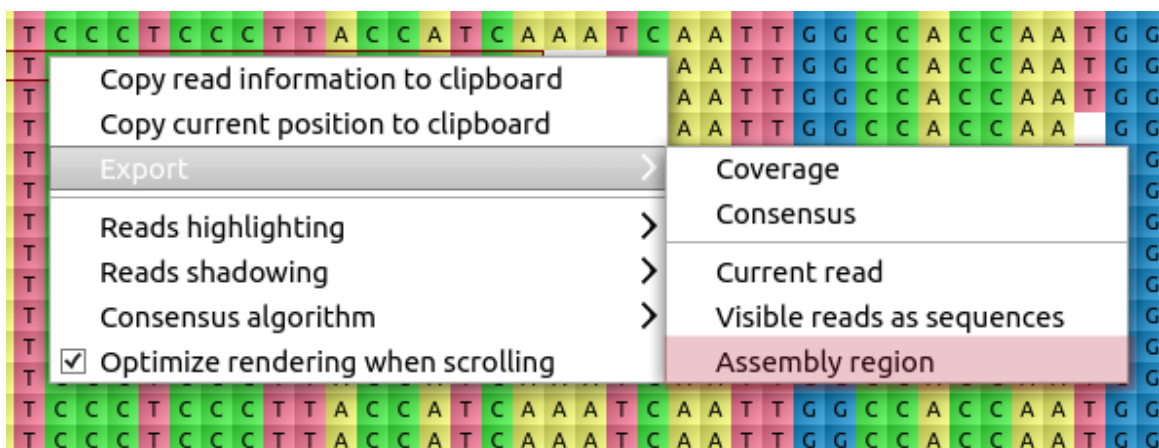 T C C C T C C C T T A C C A T C A A A T C A A T T G G C C A C C A A T G G
T A A T T G G C C A C C A A T G G
Copy read information to clipboard
T A A T T G G C C A C C A A T G G
Copy current position to clipboard
T A A T T G G C C A C C A A G G
T G
Export
Coverage
T G
Consensus
T G
Reads highlighting
T G
Reads shadowing
Current read
T G
Consensus algorithm
Visible reads as sequences
T G
Optimize rendering when scrolling
Assembly region
T G
T C C C T C C C T T A C C A T C A A A T C A A T T G G C C A C C A A T G G
T C C C T C C C T T A C C A T C A A A T C A A T T G G C C A C C A A T G G